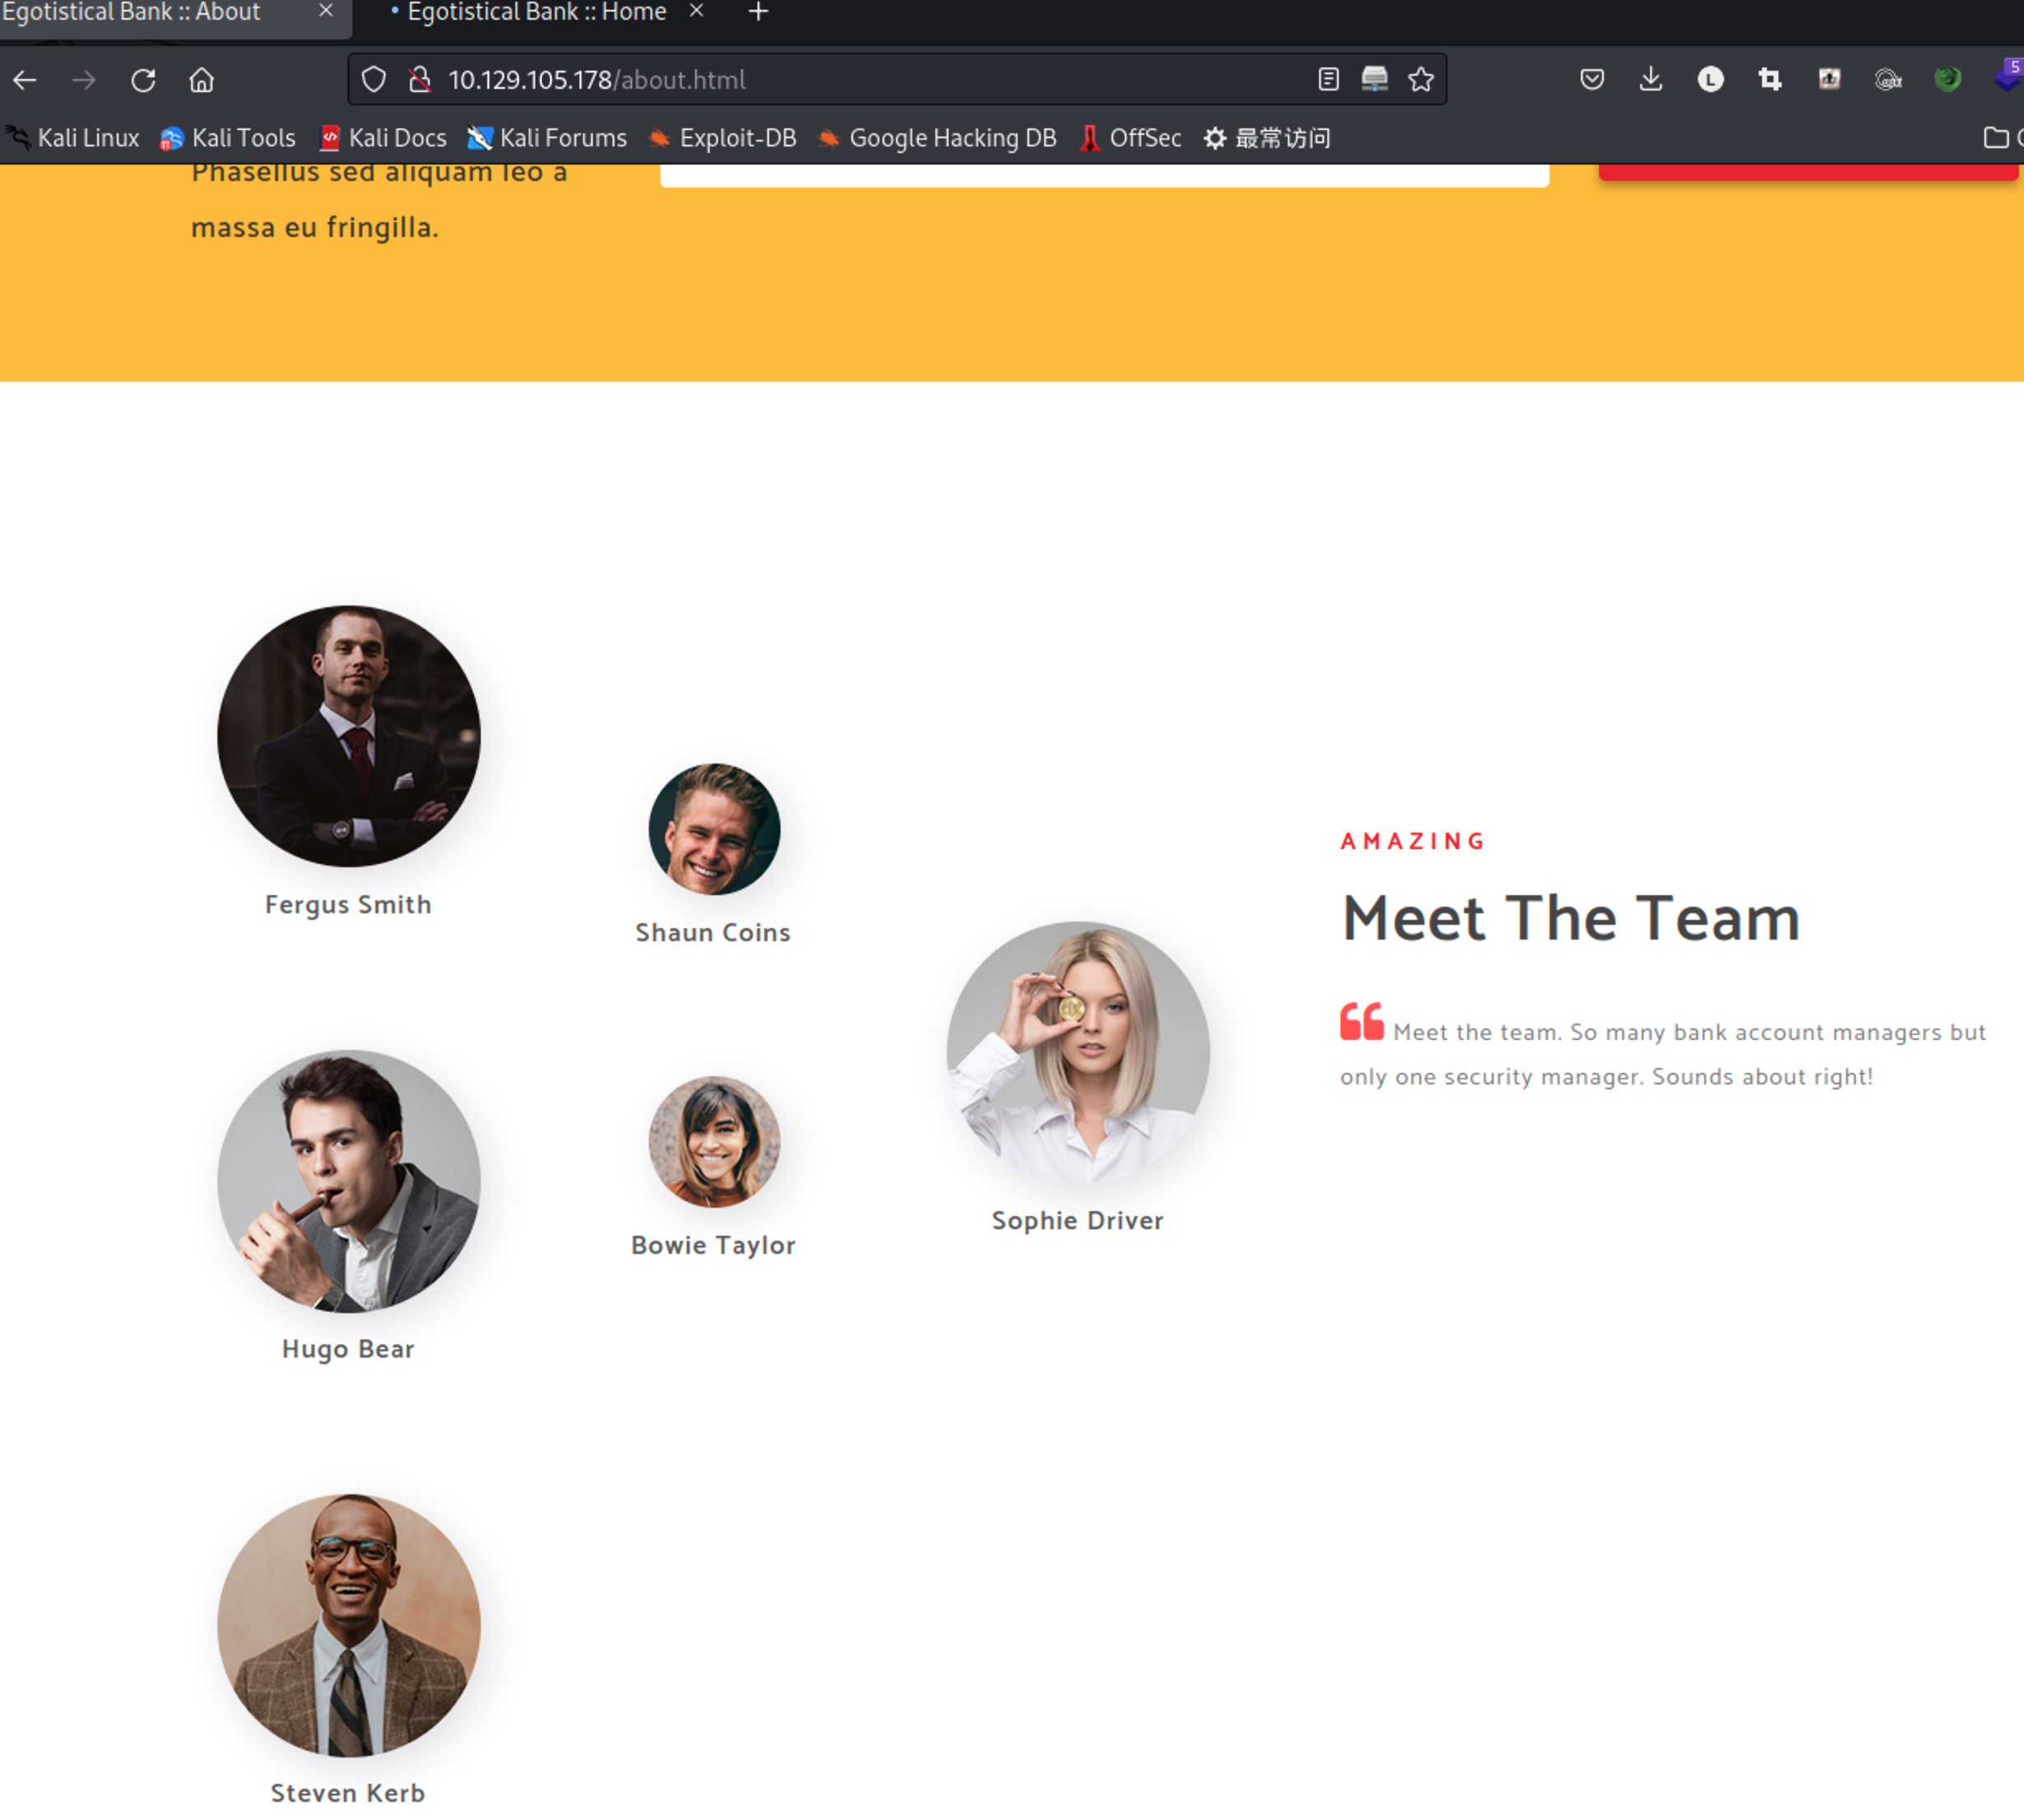 Egotistical Bank :: About
Egotistical Bank :: Home
10.129.105.178/about.html
L
5
Kali Linux Kali Tools Kali Docs Kali Forums Exploit-DB Google Hacking DB OffSec 最常访问
Phasellus sed aliquam leo a
massa eu fringilla.
Fergus Smith
Shaun Coins
Hugo Bear
Bowie Taylor
Sophie Driver
Steven Kerb
AMAZING
Meet The Team
Meet the team. So many bank account managers but
only one security manager. Sounds about right!